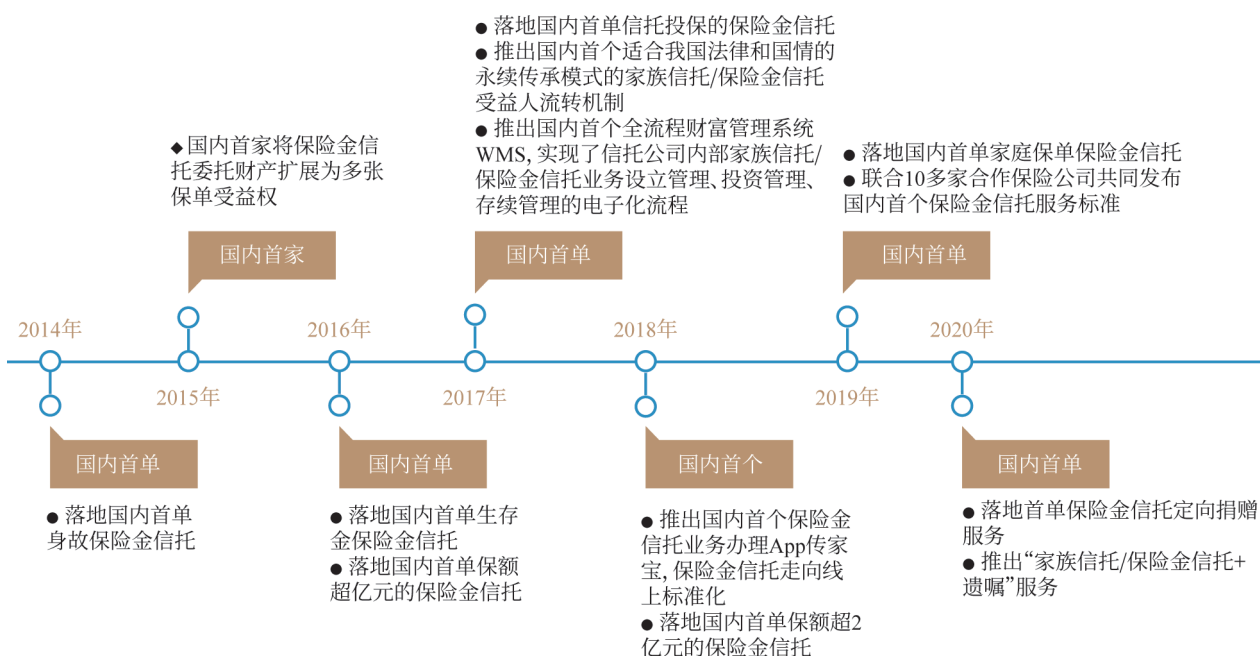 ● 落地国内首单信托投保的保险金信托
● 推出国内首个适合我国法律和国情的
永续传承模式的家族信托/保险金信托
受益人流转机制
● 推出国内首个全流程财富管理系统
WMS, 实现了信托公司内部家族信托/
保险金信托业务设立管理、投资管理、
存续管理的电子化流程
◆ 国内首家将保险金信
托委托财产扩展为多张
保单受益权
● 落地国内首单家庭保单保险金信托
● 联合10多家合作保险公司共同发布
国内首个保险金信托服务标准
国内首家
国内首单
国内首单
2014年
2016年
2018年
2020年
2015年
2017年
2019年
国内首单
国内首单
国内首个
国内首单
● 落地国内首单
身故保险金信托
● 落地国内首单生存
金保险金信托
● 落地国内首单保额
超亿元的保险金信托
● 推出国内首个保险金
信托业务办理App传家
宝, 保险金信托走向线
上标准化
● 落地国内首单保额超2
亿元的保险金信托
● 落地首单保险金信托定向捐赠
服务
● 推出“家族信托/保险金信托+
遗嘱”服务